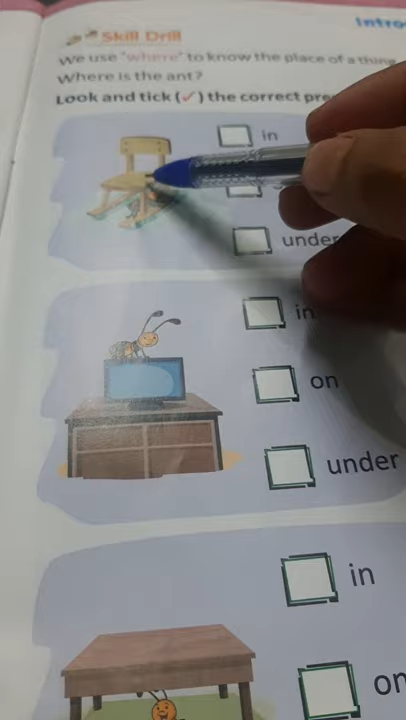 Intro
Skill Drill
We use "where" to know the place of a thing.
Where is the ant?
Look and tick (✓) the correct pre
in
under
in
on
under
in
on